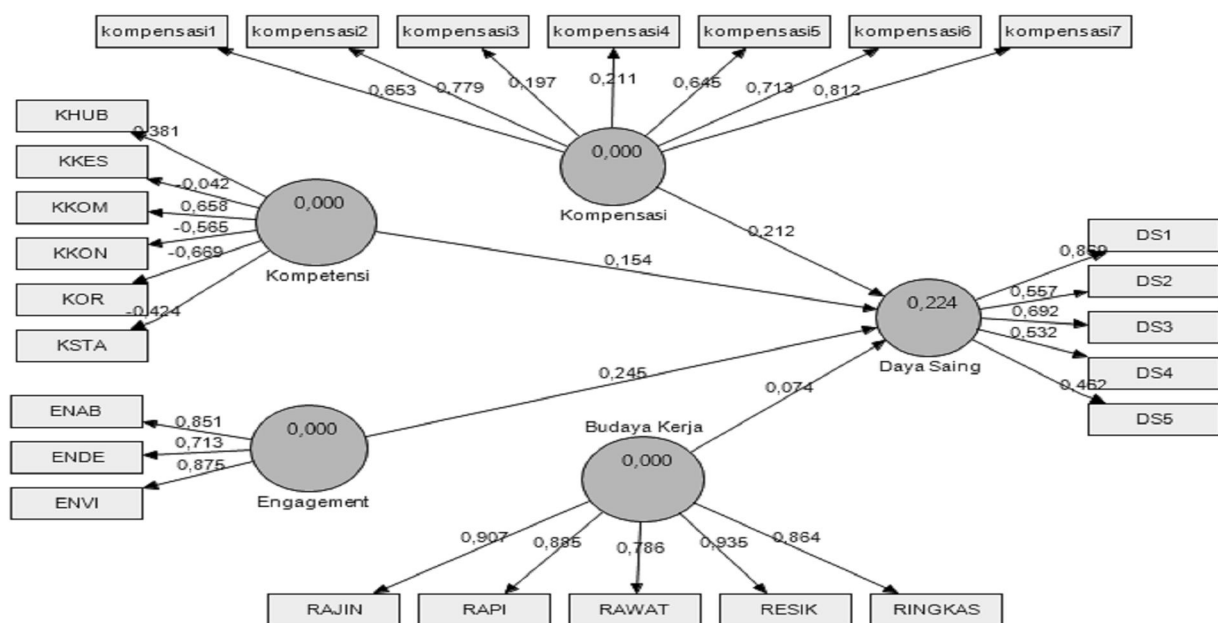 kompensasi1 kompensasi2 kompensasi3 kompensasi4 kompensasi5 kompensasi6 kompensasi7
0,653 0,779 0,197 0,211 0,645 0,713 0,812
0,000
Kompensasi
KHUB
KKES
KKOM
KKON
KOR
KSTA
0,381
-0,042
0,658
-0,565
-0,669
-0,424
0,000
Kompetensi
0,212
0,154
0,245
0,074
0,224
Daya Saing
0,869
0,557
0,692
0,532
0,462
DS1
DS2
DS3
DS4
DS5
ENAB
ENDE
ENVI
0,851
0,713
0,875
0,000
Engagement
Budaya Kerja
0,000
0,907 0,885 0,786 0,935 0,864
RAJIN RAPI RAWAT RESIK RINGKAS